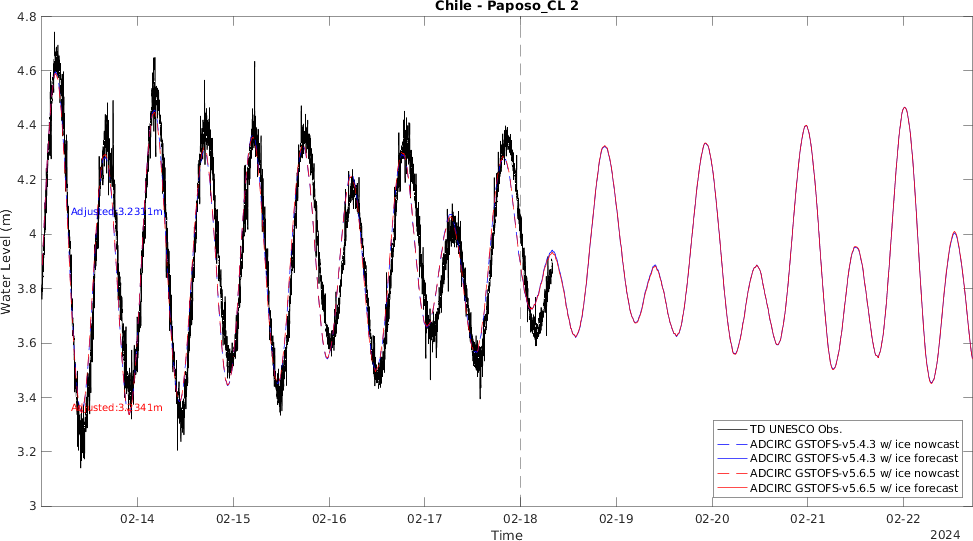 Chile - Paposo_CL 2
Water Level (m)
4.8
4.6
4.4
4.2
4
3.8
3.6
3.4
3.2
3
Adjusted:3.2311m
Adjusted:3.2341m
TD UNESCO Obs.
ADCIRC GSTOFS-v5.4.3 w/ ice nowcast
ADCIRC GSTOFS-v5.4.3 w/ ice forecast
ADCIRC GSTOFS-v5.6.5 w/ ice nowcast
ADCIRC GSTOFS-v5.6.5 w/ ice forecast
02-14 02-15 02-16 02-17 02-18 02-19 02-20 02-21 02-22
Time
2024